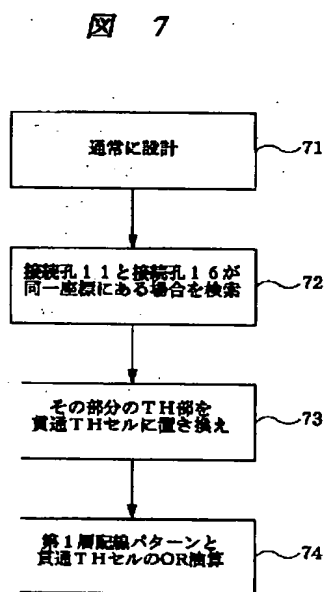 図 7
通常に設計
71
接続孔11と接続孔16が
同一座標にある場合を検索
72
その部分のTH部を
貫通THセルに置き換え
73
第1層配線パターンと
貫通THセルのOR演算
74